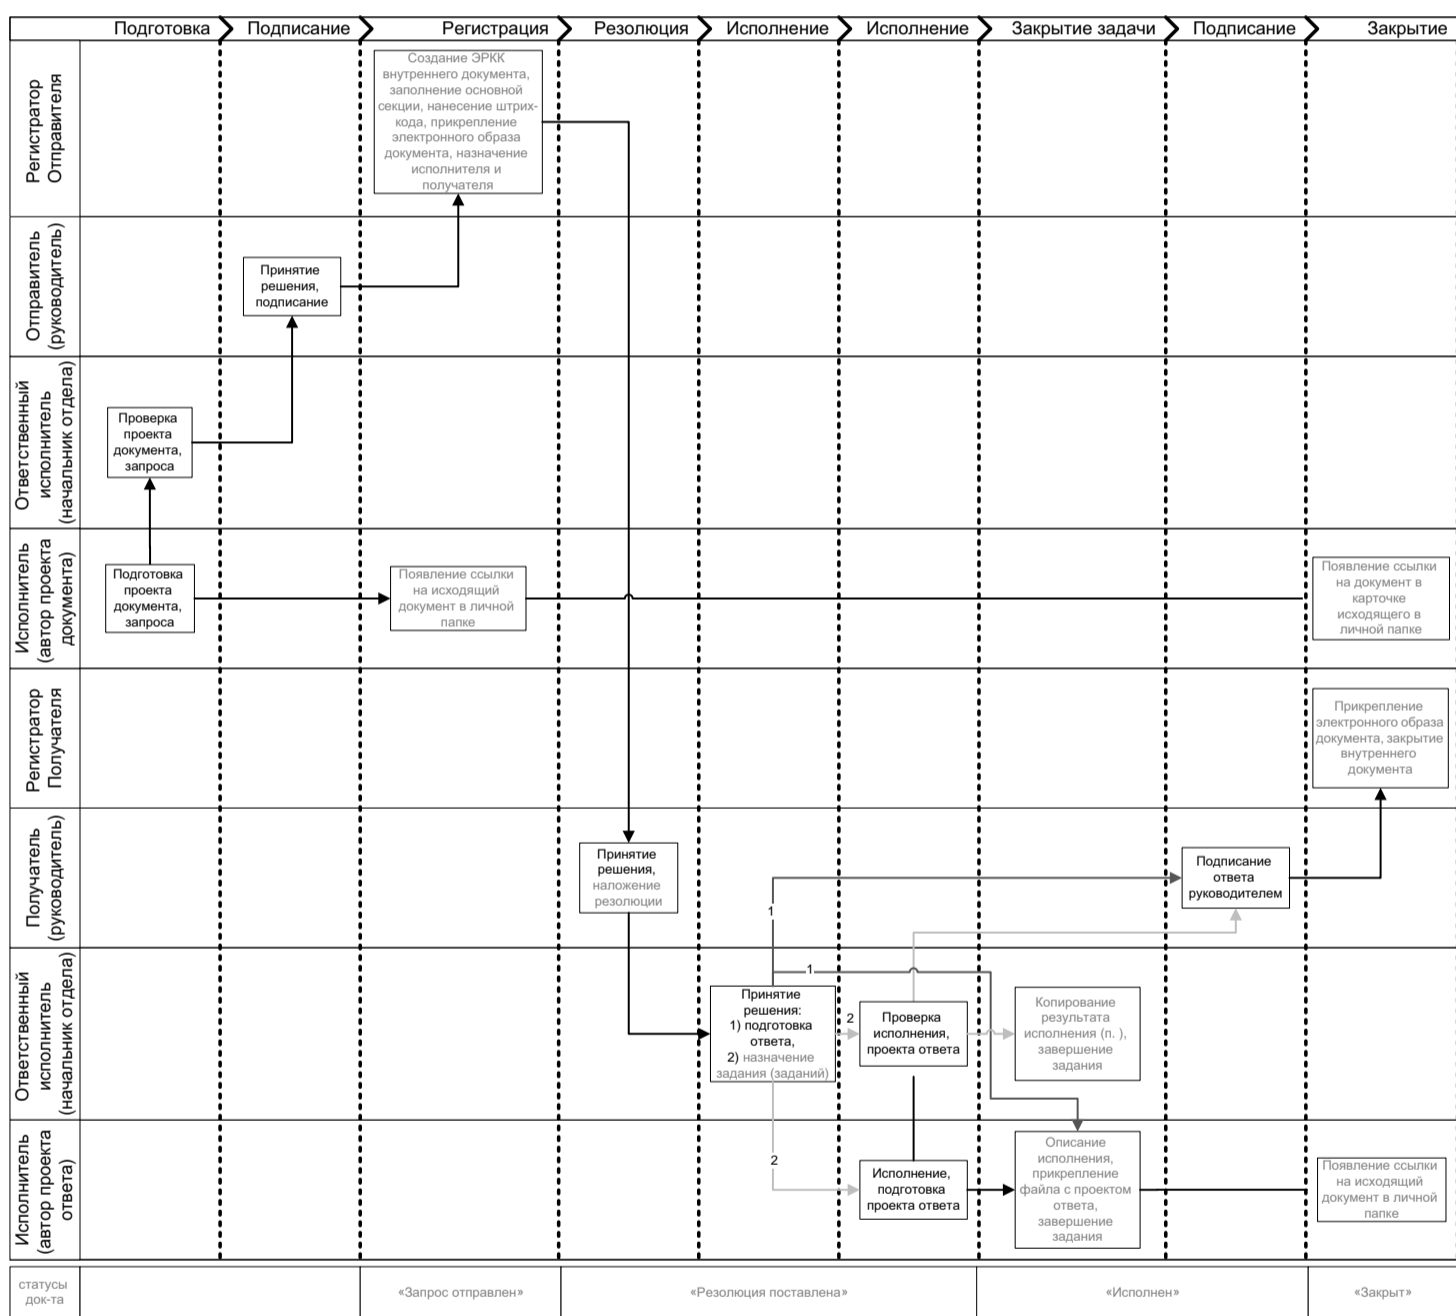 Подготовка
Подписание
Регистрация
Резолюция
Исполнение
Исполнение
Закрытие задачи
Подписание
Закрытие
Регистратор
Отправителя
Создание ЭРКК
внутреннего документа,
заполнение основной
секции, нанесение штрих-
кода, прикрепление
электронного образа
документа, назначение
исполнителя и
получателя
Отправитель
(руководитель)
Принятие
решения,
подписание
Ответственный
исполнитель
(начальник отдела)
Проверка
проекта
документа,
запроса
Исполнитель
(автор проекта
документа)
Подготовка
проекта
документа,
запроса
Появление ссылки
на исходящий
документ в личной
папке
Появление ссылки
на документ в
карточке
исходящего в
личной папке
Регистратор
Получателя
Прикрепление
электронного образа
документа, закрытие
внутреннего
документа
Получатель
(руководитель)
Принятие
решения,
наложение
резолюции
1
Подписание
ответа
руководителем
Ответственный
исполнитель
(начальник отдела)
1
Принятие
решения:
1) подготовка
ответа,
2) назначение
задания (заданий)
2
Проверка
исполнения,
проекта ответа
Копирование
результата
исполнения (п. ),
завершение
задания
Исполнитель
(автор проекта
ответа)
2
Исполнение,
подготовка
проекта ответа
Описание
исполнения,
прикрепление
файла с проектом
ответа,
завершение
задания
Появление ссылки
на исходящий
документ в личной
папке
статусы
док-та
«Запрос отправлен»
«Резолюция поставлена»
«Исполнен»
«Закрыт»